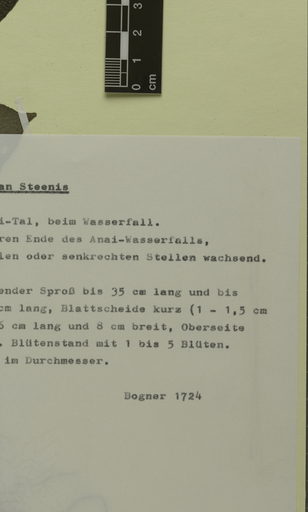 3
2
1
0
cm
an Steenis
i-Tal, beim Wasserfall.
ren Ende des Anai-Wasserfalls,
len oder senkrechten Stellen wachsend.
ender Sproß bis 35 cm lang und bis
cm lang, Blattscheide kurz (1 - 1,5 cm
6 cm lang und 8 cm breit, Oberseite
. Blütenstand mit 1 bis 5 Blüten.
im Durchmesser.
Bogner 1724